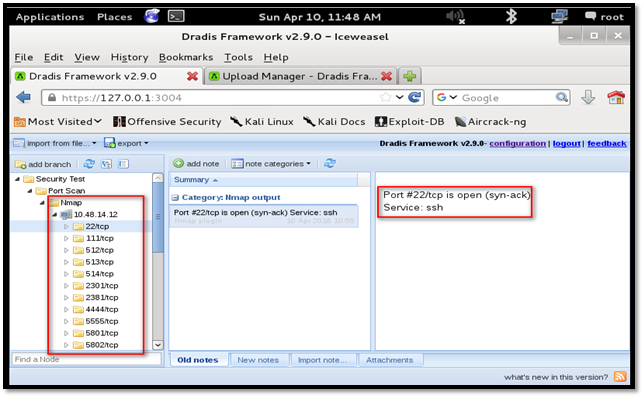 Applications Places Sun Apr 10, 11:48 AM root
Dradis Framework v2.9.0 - Iceweasel
File Edit View History Bookmarks Tools Help
Dradis Framework v2.9.0 Upload Manager - Dradis Fra...
https://127.0.0.1:3004 Google
Most Visited Offensive Security Kali Linux Kali Docs Exploit-DB Aircrack-ng
import from file... export Dradis Framework v2.9.0- configuration | logout | feedback
add branch
Security Test
Port Scan
Nmap
10.48.14.12
22/tcp
111/tcp
512/tcp
513/tcp
514/tcp
2301/tcp
2381/tcp
4444/tcp
5555/tcp
5801/tcp
5802/tcp
Find a Node
add note note categories
Summary
Category: Nmap output
Port #22/tcp is open (syn-ack) Service: ssh
Nmap plugin 10 Apr 2016 10:35
Port #22/tcp is open (syn-ack)
Service: ssh
Old notes New notes Import note... Attachments
what's new in this version?